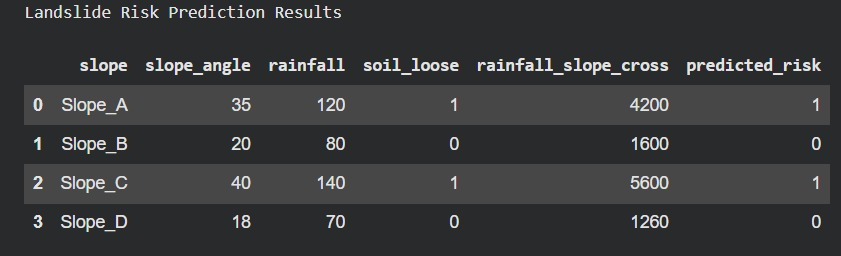 Landslide Risk Prediction Results
slope slope_angle rainfall soil_loose rainfall_slope_cross predicted_risk
0 Slope_A 35 120 1 4200 1
1 Slope_B 20 80 0 1600 0
2 Slope_C 40 140 1 5600 1
3 Slope_D 18 70 0 1260 0